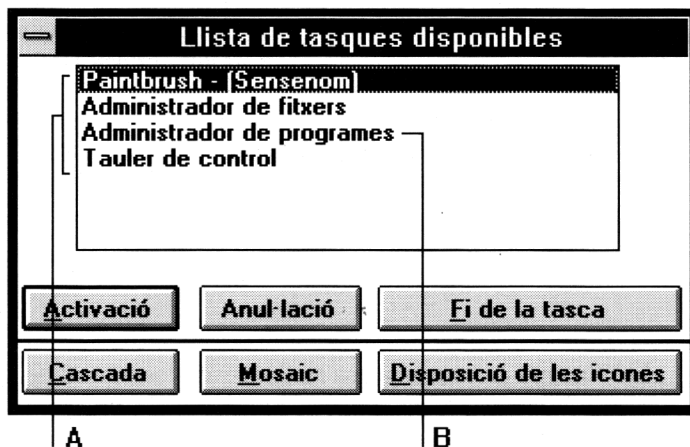 Llista de tasques disponibles
Paintbrush - (Sensenom)
Administrador de fitxers
Administrador de programes
Tauler de control
Activació Anul·lació Fi de la tasca
Cascada Mosaic Disposició de les icones
A B